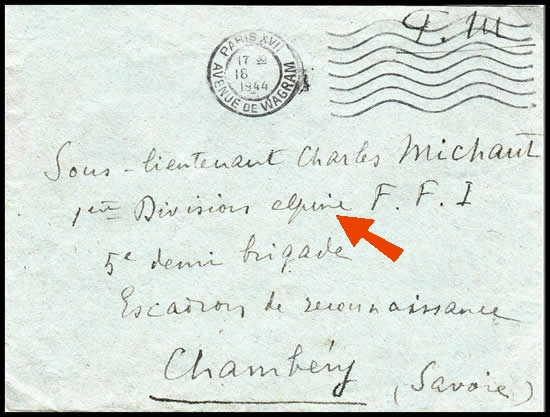 F.M
PARIS XVII
17 H
18
1944
AVENUE DE WAGRAM
Sous-lieutenant Charles Michaut
1ère Division alpine F.F.I
5e demi brigade
Escadron de reconnaissance
Chambéry
(Savoie)